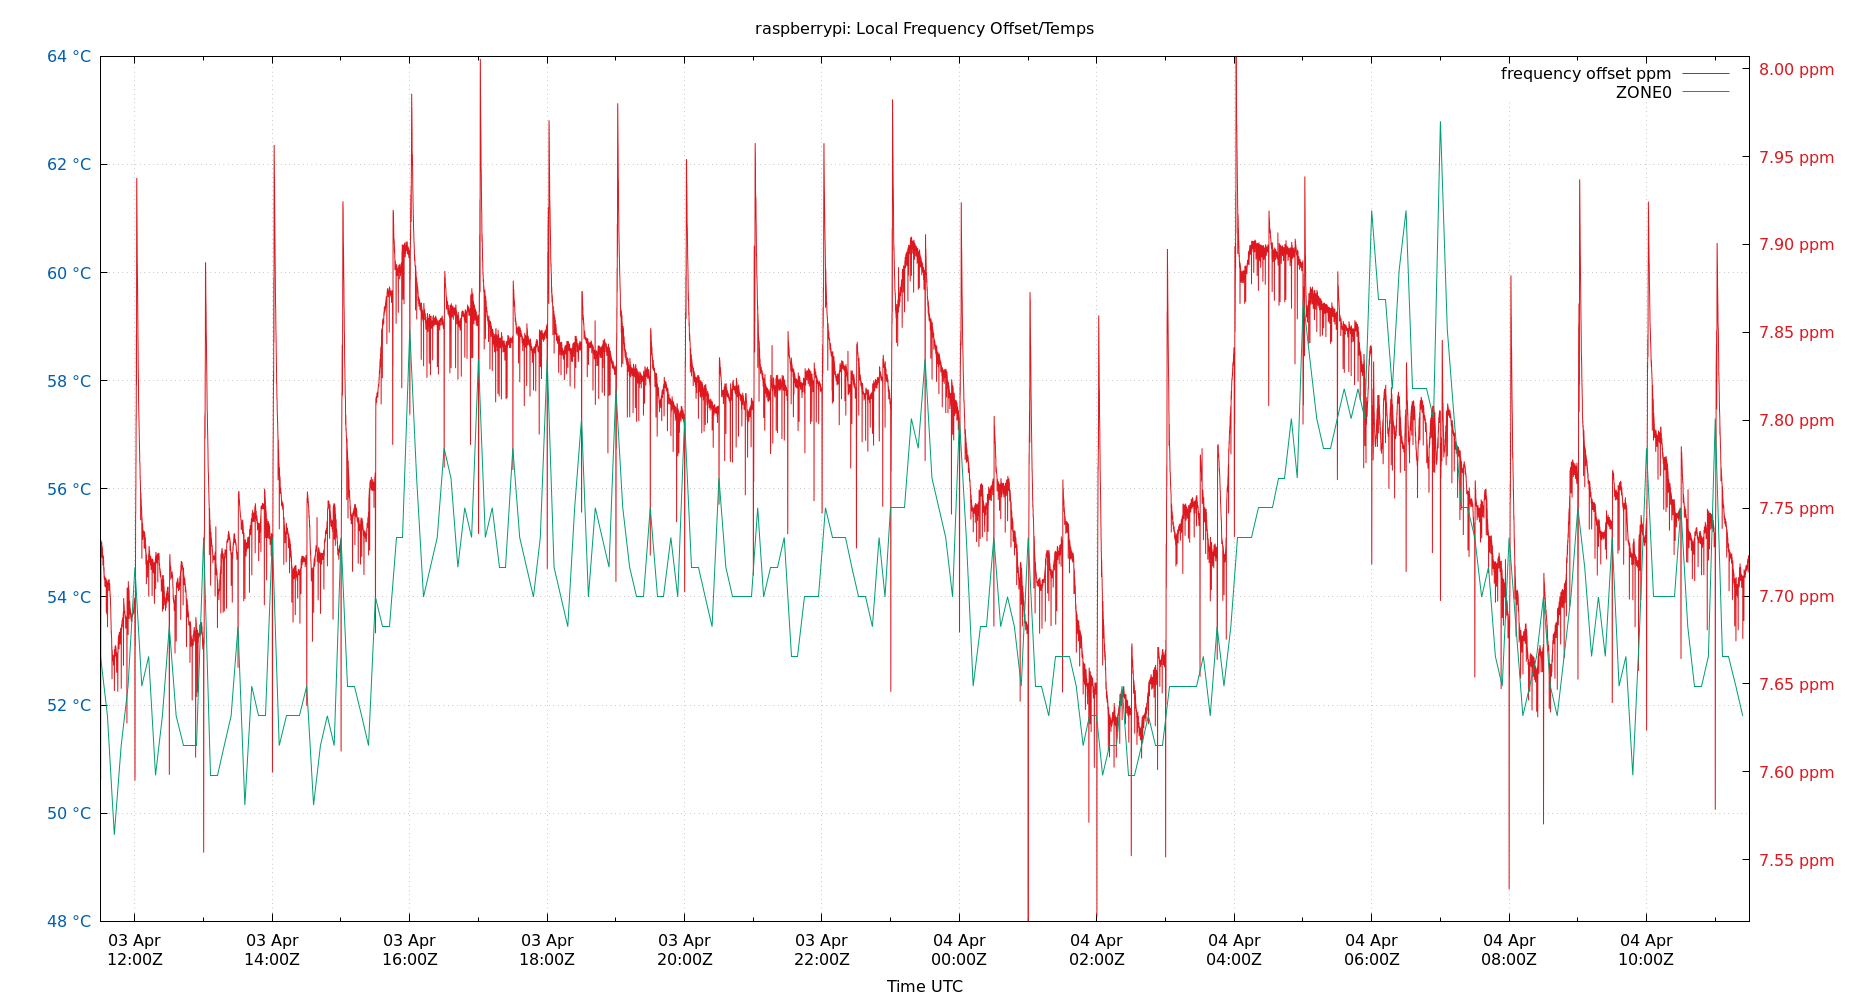 raspberrypi: Local Frequency Offset/Temps
frequency offset ppm
ZONE0
64 °C
62 °C
60 °C
58 °C
56 °C
54 °C
52 °C
50 °C
48 °C
8.00 ppm
7.95 ppm
7.90 ppm
7.85 ppm
7.80 ppm
7.75 ppm
7.70 ppm
7.65 ppm
7.60 ppm
7.55 ppm
03 Apr 03 Apr 03 Apr 03 Apr 03 Apr 03 Apr 04 Apr 04 Apr 04 Apr 04 Apr 04 Apr 04 Apr
12:00Z 14:00Z 16:00Z 18:00Z 20:00Z 22:00Z 00:00Z 02:00Z 04:00Z 06:00Z 08:00Z 10:00Z
Time UTC